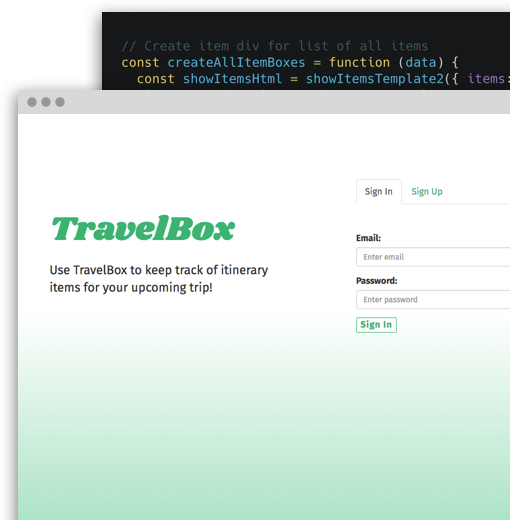 // Create item div for list of all items
const createAllItemBoxes = function (data) {
const showItemsHtml = showItemsTemplate2({ items:
Sign In Sign Up
TravelBox
Use TravelBox to keep track of itinerary
items for your upcoming trip!
Email:
Enter email
Password:
Enter password
Sign In